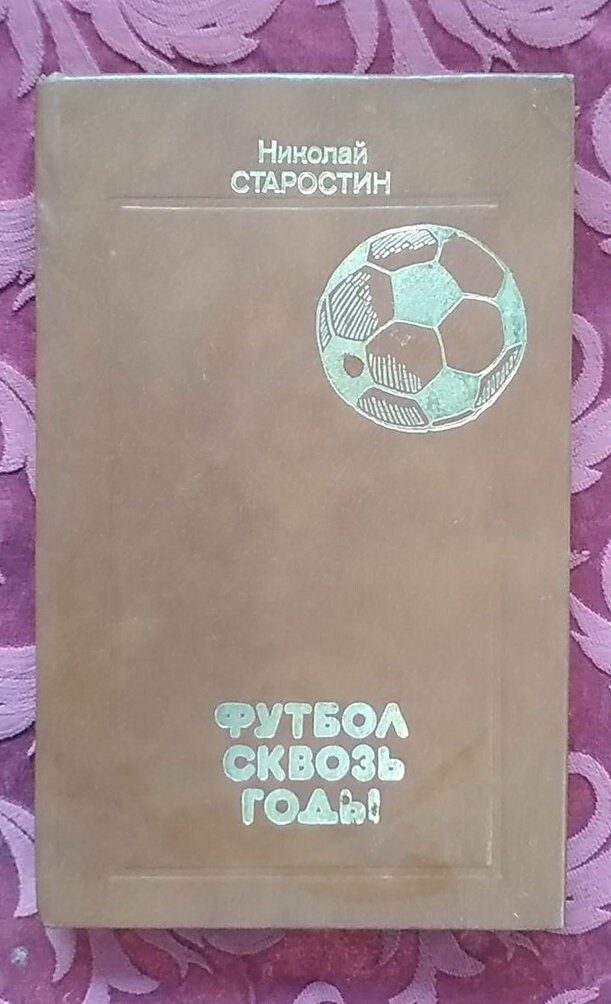 Николай
СТАРОСТИН
ФУТБОЛ
СКВОЗЬ
ГОДЫ